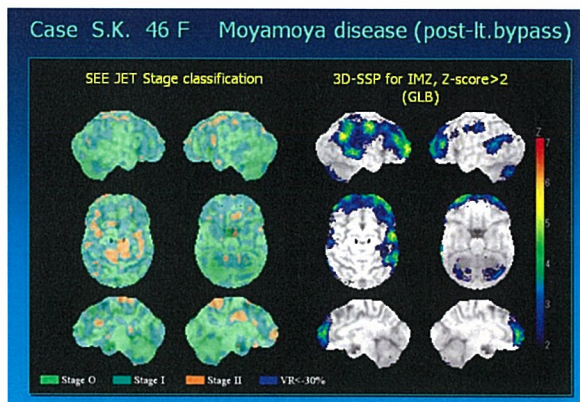 Case S.K. 46 F Moyamoya disease (post-lt.bypass)
SEE JET Stage classification
3D-SSP for IMZ, Z-score>2
(GLB)
Z
7
6
5
4
3
2
Stage O
Stage I
Stage II
VR<-30%